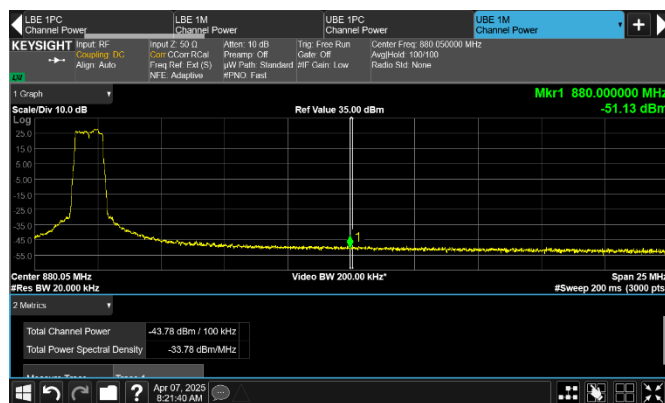 LBE 1PC
Channel Power
LBE 1M
Channel Power
UBE 1PC
Channel Power
UBE 1M
Channel Power
KEYSIGHT
Input: RF
Coupling: DC
Align: Auto
Input Z: 50 Ω
Corr CCorr RCal
Freq Ref: Ext (S)
NFE: Adaptive
Atten: 10 dB
Preamp: Off
µW Path: Standard
#PNO: Fast
Trig: Free Run
Gate: Off
#IF Gain: Low
Center Freq: 880.050000 MHz
Avg|Hold: 100/100
Radio Std: None
1 Graph
Mkr1 880.000000 MHz
-51.13 dBm
Scale/Div 10.0 dB
Ref Value 35.00 dBm
Log
25.0
15.0
5.00
-5.00
-15.0
-25.0
-35.0
-45.0
-55.0
1
Center 880.05 MHz
Video BW 200.00 kHz*
Span 25 MHz
#Res BW 20.000 kHz
#Sweep 200 ms (3000 pts)
2 Metrics
Total Channel Power
-43.78 dBm / 100 kHz
Total Power Spectral Density
-33.78 dBm/MHz
Measure Trace
Trace 1
?
Apr 07, 2025
8:21:40 AM